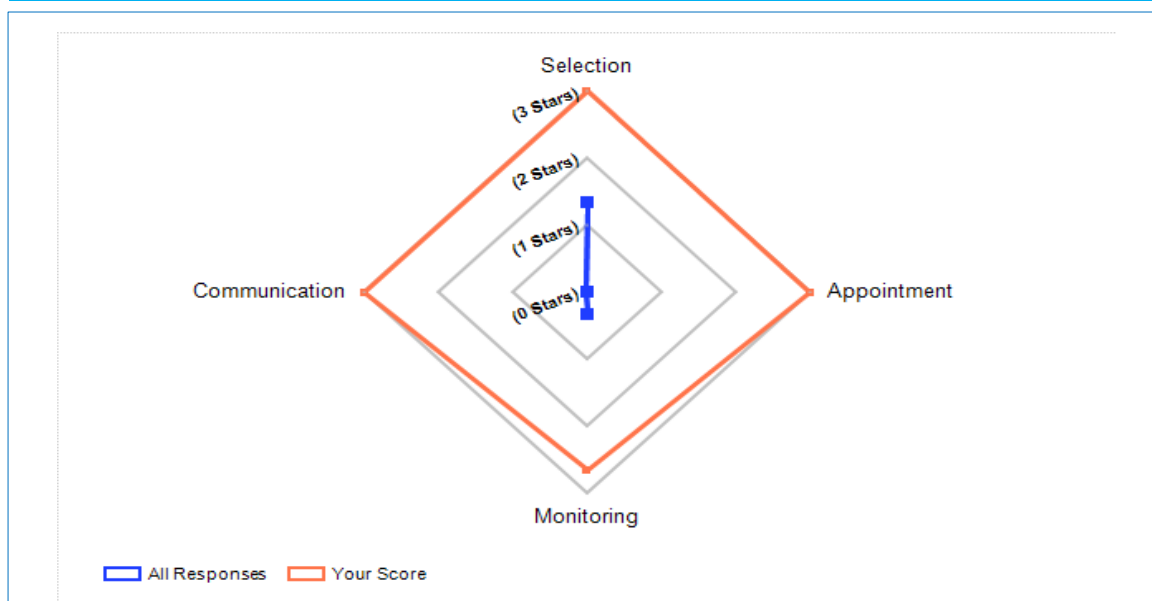 Selection
(3 Stars)
(2 Stars)
(1 Stars)
Communication
(0 Stars)
Appointment
Monitoring
All Responses
Your Score